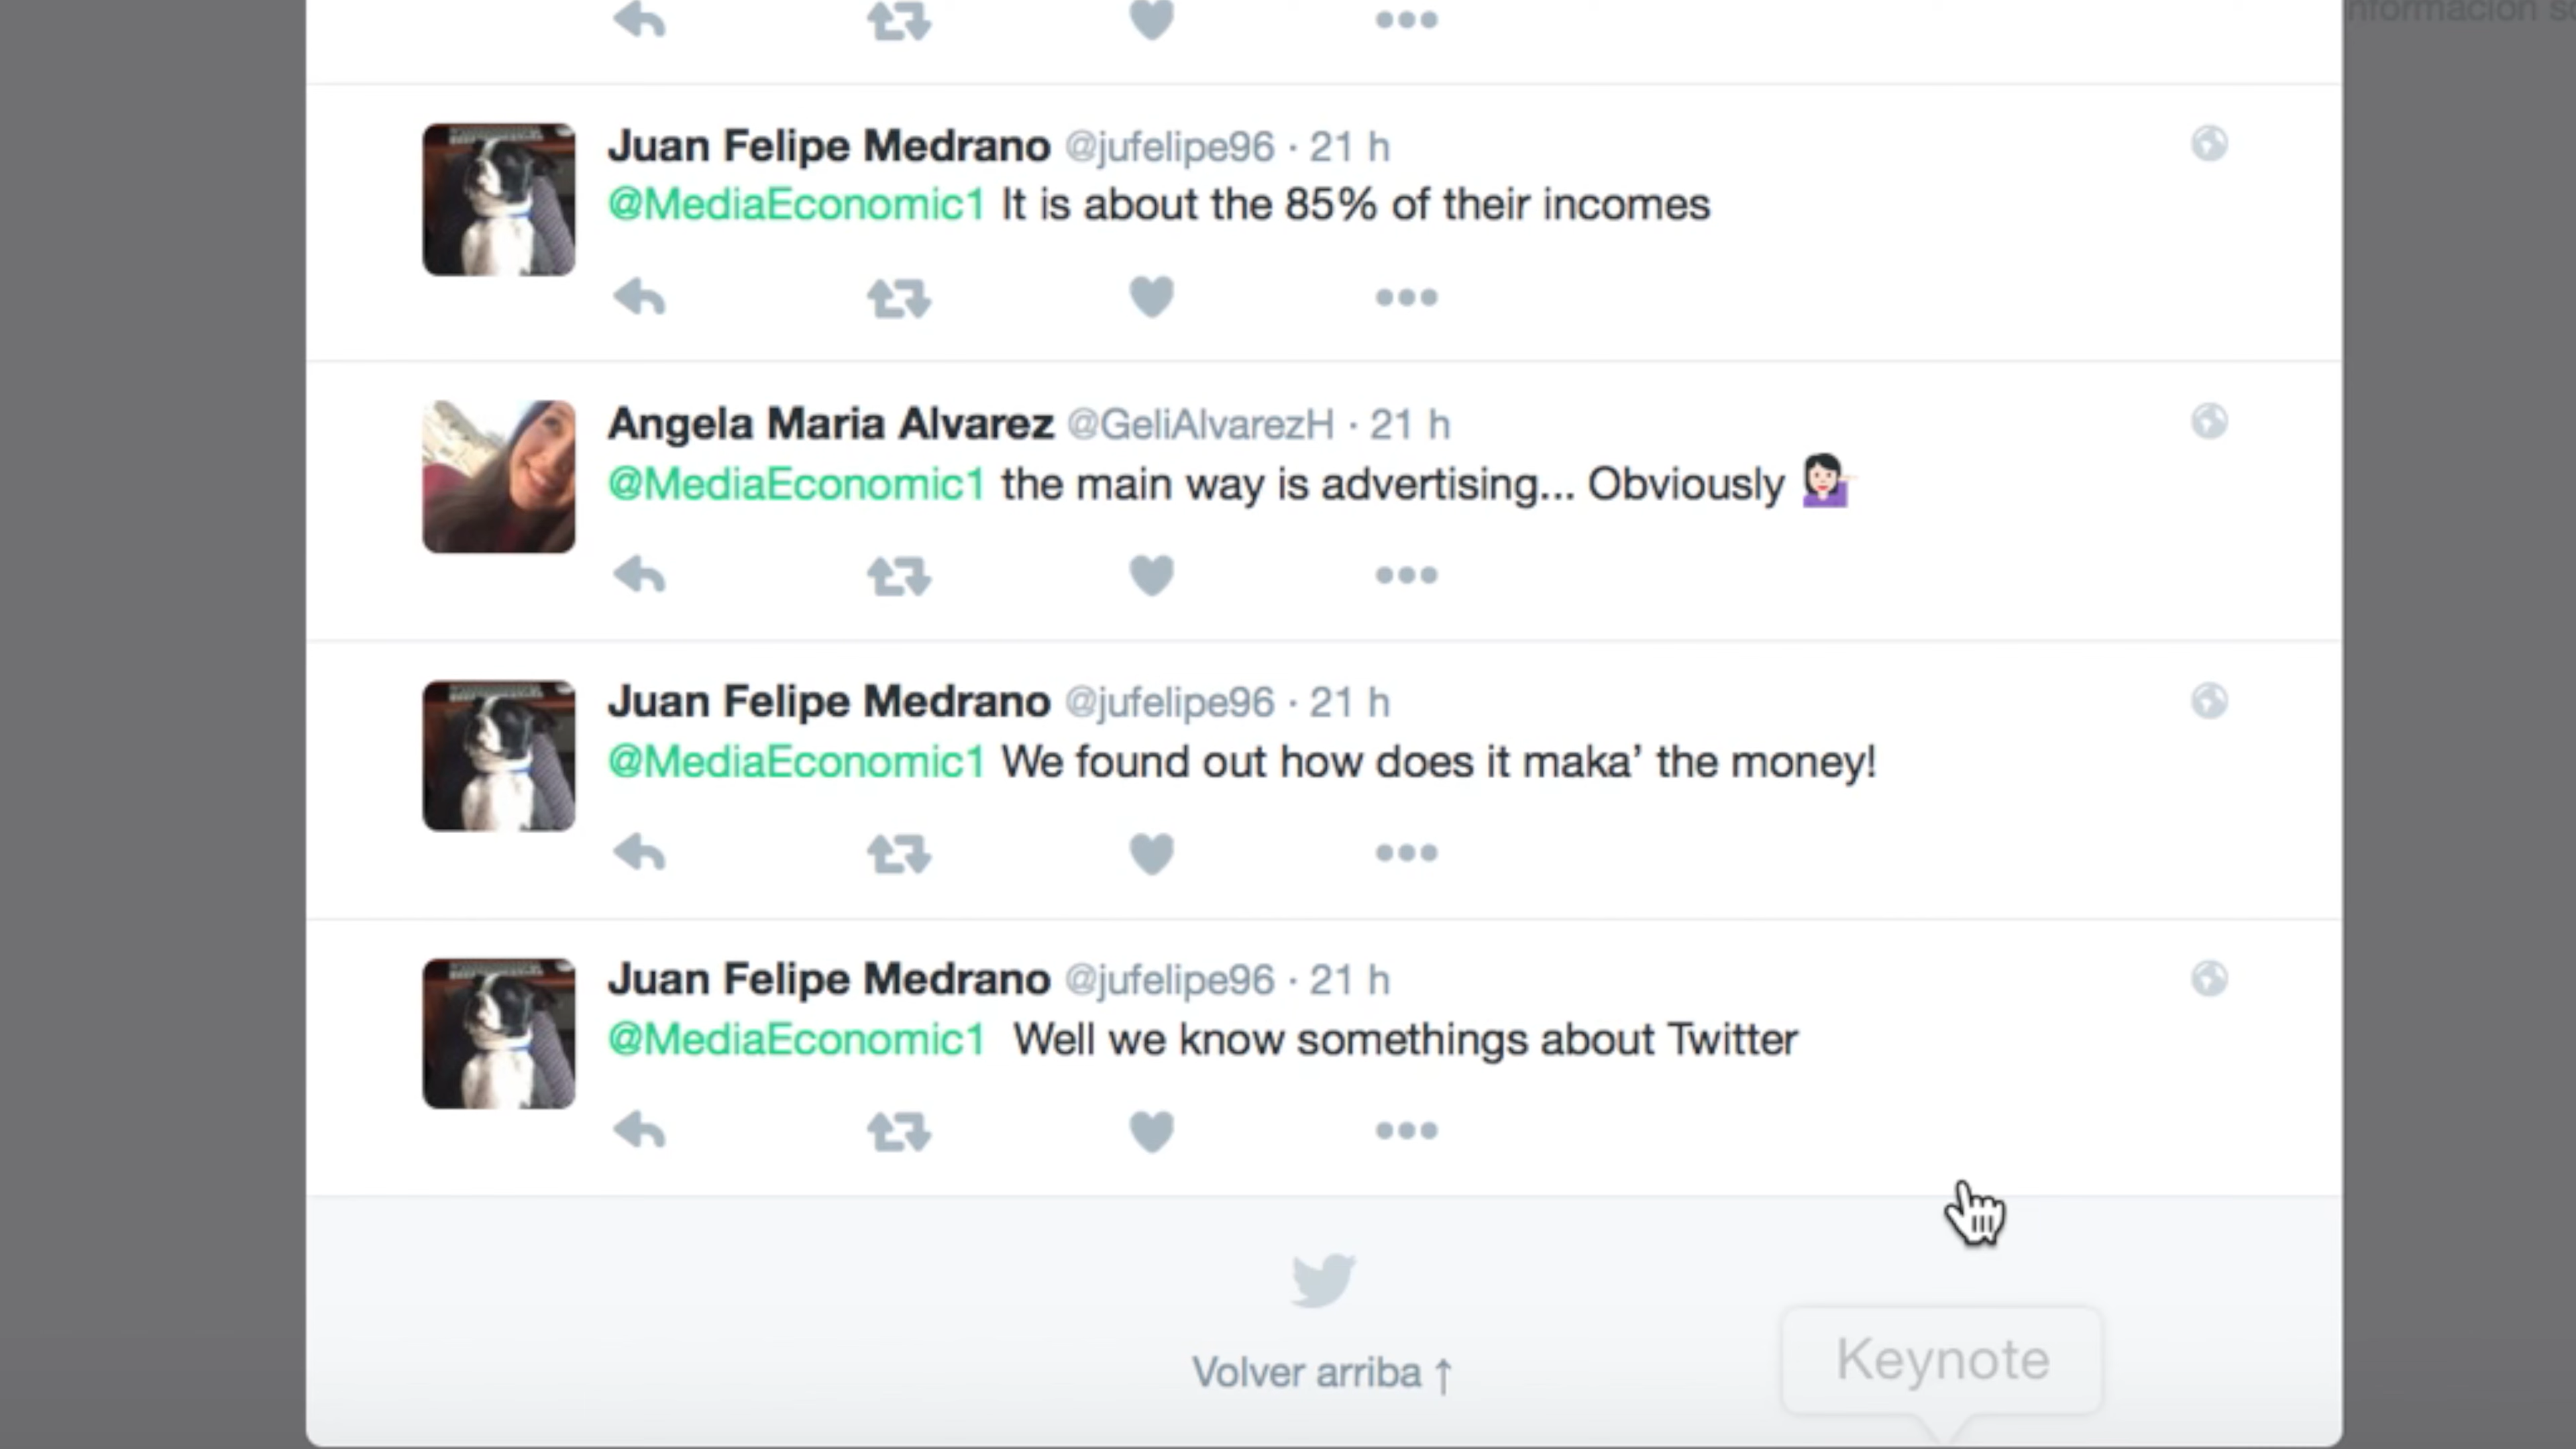 nformación so
Juan Felipe Medrano @jufelipe96 · 21 h
@MediaEconomic1 It is about the 85% of their incomes
Angela Maria Alvarez @GeliAlvarezH · 21 h
@MediaEconomic1 the main way is advertising... Obviously 💁🏻
Juan Felipe Medrano @jufelipe96 · 21 h
@MediaEconomic1 We found out how does it maka’ the money!
Juan Felipe Medrano @jufelipe96 · 21 h
@MediaEconomic1 Well we know somethings about Twitter
Keynote
Volver arriba ↑